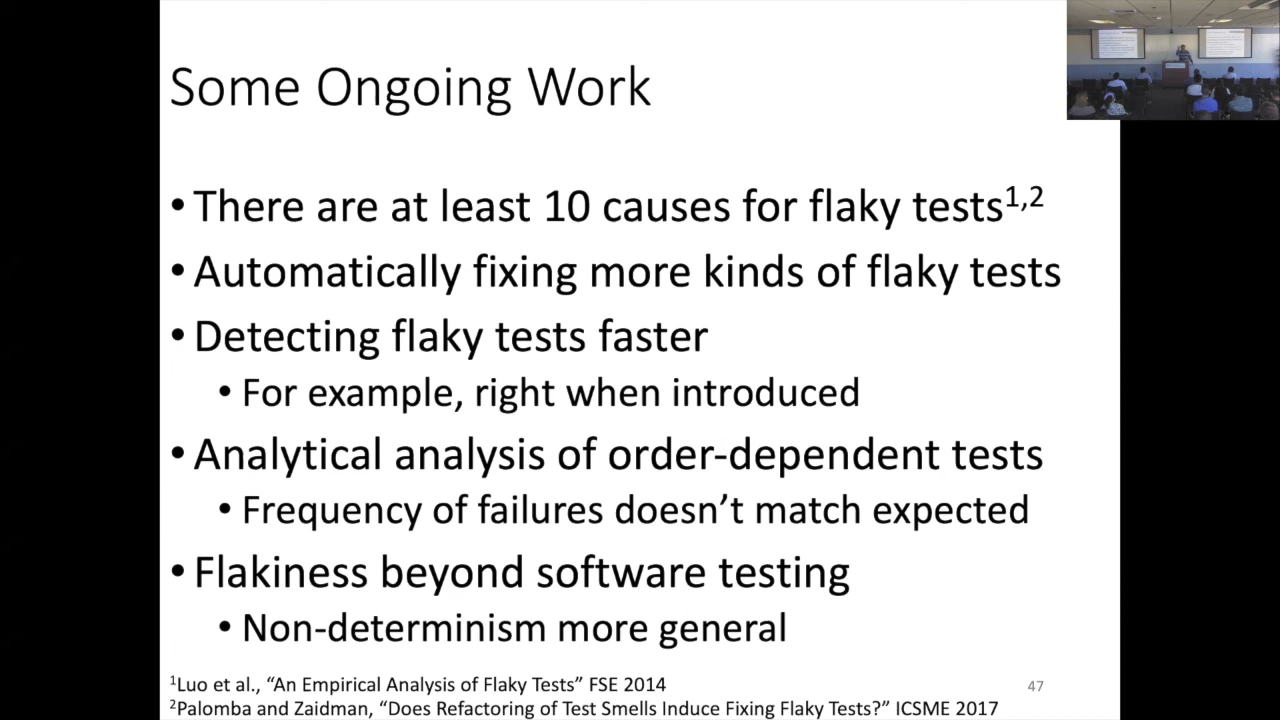 Some Ongoing Work
• There are at least 10 causes for flaky tests1,2
• Automatically fixing more kinds of flaky tests
• Detecting flaky tests faster
• For example, right when introduced
• Analytical analysis of order-dependent tests
• Frequency of failures doesn’t match expected
• Flakiness beyond software testing
• Non-determinism more general
1Luo et al., “An Empirical Analysis of Flaky Tests” FSE 2014
47
2Palomba and Zaidman, “Does Refactoring of Test Smells Induce Fixing Flaky Tests?” ICSME 2017